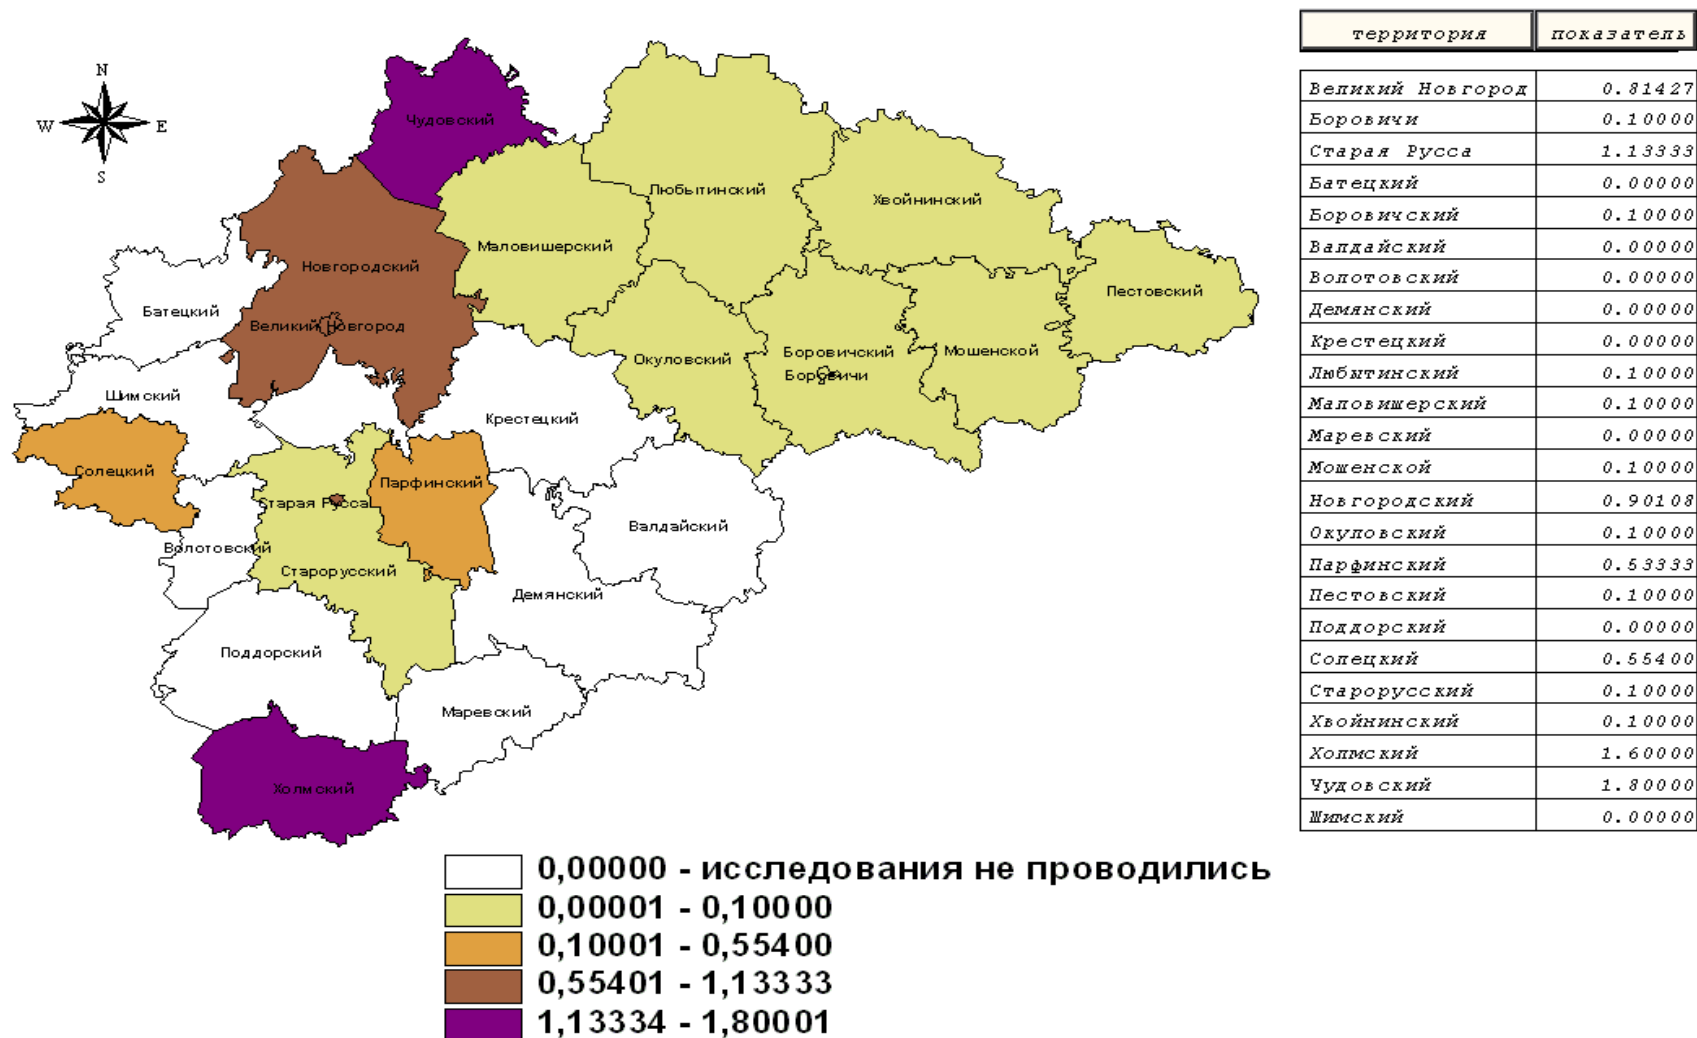 территория показатель
Великий Новгород 0.81427
Боровичи 0.10000
Старая Русса 1.13333
Батецкий 0.00000
Боровичский 0.10000
Валдайский 0.00000
Волотовский 0.00000
Демянский 0.00000
Крестецкий 0.00000
Любытинский 0.10000
Маловишерский 0.10000
Маревский 0.00000
Мошенской 0.10000
Новгородский 0.90108
Окуловский 0.10000
Парфинский 0.53333
Пестовский 0.10000
Поддорский 0.00000
Солецкий 0.55400
Старорусский 0.10000
Хвойнинский 0.10000
Холмский 1.60000
Чудовский 1.80000
Шимский 0.00000
N
W E
S
Чудовский
Любытинский
Хвойнинский
Маловишерский
Новгородский
Пестовский
Батецкий
Великий Новгород
Окуловский
Боровичский
Мошенской
Боровичи
Шимский
Крестецкий
Солецкий
Парфинский
Старая Русса
Валдайский
Волотовский
Старорусский
Демянский
Поддорский
Маревский
Холмский
0,00000 - исследования не проводились
0,00001 - 0,10000
0,10001 - 0,55400
0,55401 - 1,13333
1,13334 - 1,80001